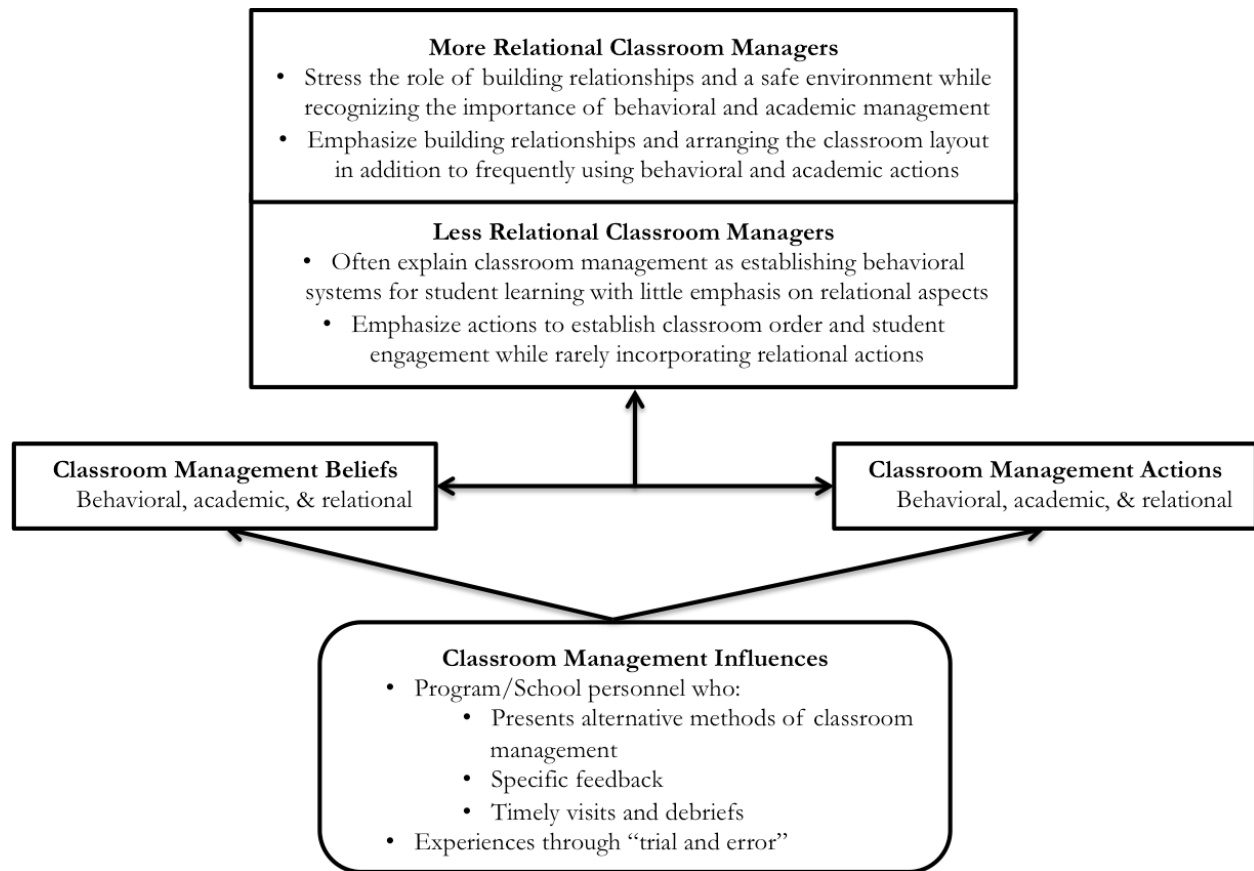 More Relational Classroom Managers
• Stress the role of building relationships and a safe environment while
recognizing the importance of behavioral and academic management
• Emphasize building relationships and arranging the classroom layout
in addition to frequently using behavioral and academic actions
Less Relational Classroom Managers
• Often explain classroom management as establishing behavioral
systems for student learning with little emphasis on relational aspects
• Emphasize actions to establish classroom order and student
engagement while rarely incorporating relational actions
Classroom Management Beliefs
Behavioral, academic, & relational
Classroom Management Actions
Behavioral, academic, & relational
Classroom Management Influences
• Program/School personnel who:
• Presents alternative methods of classroom
management
• Specific feedback
• Timely visits and debriefs
• Experiences through “trial and error”